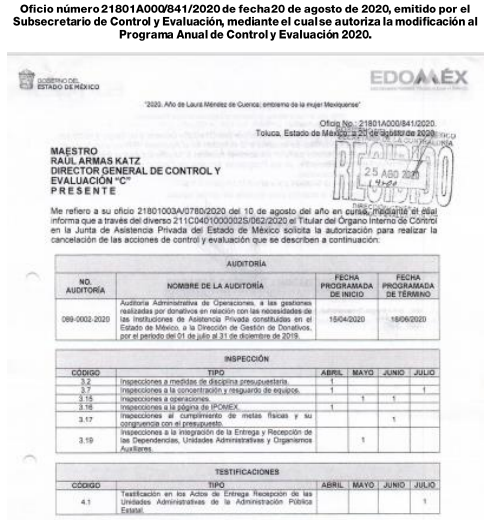 Oficio número 21801A000/841/2020 de fecha20 de agosto de 2020, emitido por el
Subsecretario de Control y Evaluación, mediante el cual se autoriza la modificación al
Programa Anual de Control y Evaluación 2020.
GOBIERNO DEL
ESTADO DE MÉXICO
EDOMÉX
"2020. Año de Laura Méndez de Cuenca; emblema de la mujer Mexiquense"
Oficio No.: 21801A000/841/2020.
Toluca, Estado de México; a 20 de agosto de 2020
MAESTRO
RAÚL ARMAS KATZ
DIRECTOR GENERAL DE CONTROL Y
EVALUACIÓN "C"
P R E S E N T E
RECIBIDO
25 AGO 2020
Me refiero a su oficio 21801003A/0780/2020 del 10 de agosto del año en curso, mediante el cual
informa que a través del diverso 211C0401000002S/062/2020 el Titular del Órgano Interno de Control
en la Junta de Asistencia Privada del Estado de México solicita la autorización para realizar la
cancelación de las acciones de control y evaluación que se describen a continuación:
AUDITORÍA
NO. AUDITORÍA NOMBRE DE LA AUDITORÍA FECHA PROGRAMADA DE INICIO FECHA PROGRAMADA DE TÉRMINO
Auditoría Administrativa de Operaciones, a las gestiones
realizadas por donativos en relación con las necesidades de
las Instituciones de Asistencia Privada constituidas en el
089-0002-2020 Estado de México, a la Dirección de Gestión de Donativos, 16/04/2020 18/06/2020
por el período del 01 de julio al 31 de diciembre de 2019.
INSPECCIÓN
CÓDIGO TIPO ABRIL MAYO JUNIO JULIO
3.2 Inspecciones a medidas de disciplina presupuestaria. 1
3.7 Inspecciones a la concentración y resguardo de equipos. 1 1
3.15 Inspecciones a operaciones. 1 1
3.16 Inspecciones a la página de IPOMEX. 1
3.17 Inspecciones al cumplimiento de metas físicas y su
congruencia con el presupuesto. 1
3.19 Inspecciones a la integración de la Entrega y Recepción de
las Dependencias, Unidades Administrativas y Organismos
Auxiliares. 1
TESTIFICACIONES
CÓDIGO TIPO ABRIL MAYO JUNIO JULIO
4.1 Testificación en los Actos de Entrega Recepción de las
Unidades Administrativas de la Administración Pública
Estatal. 1